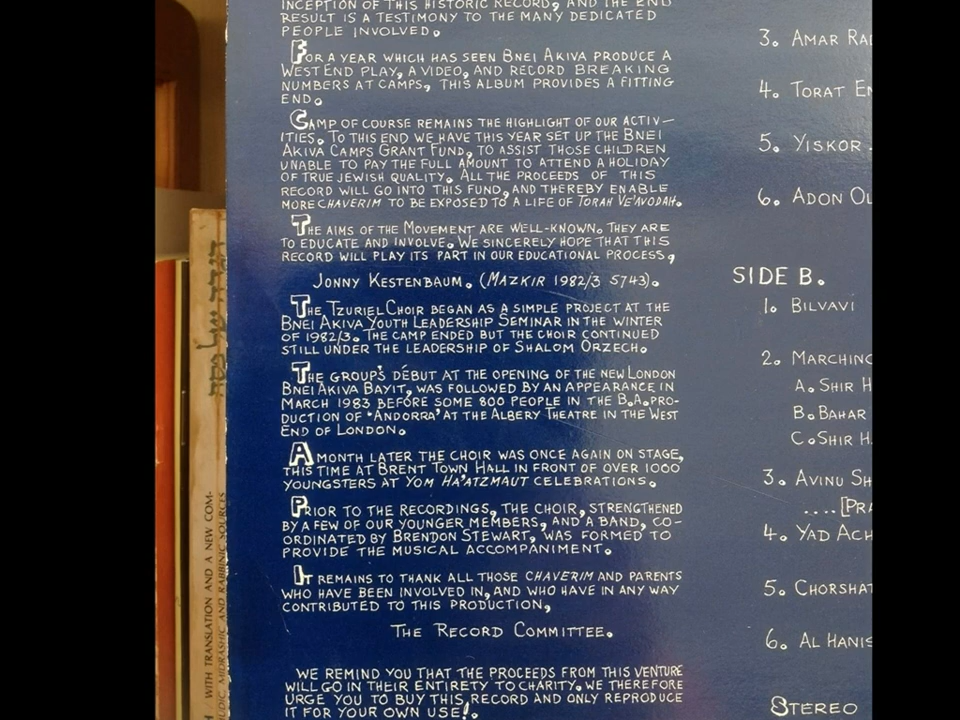 INCEPTION OF THIS HISTORIC RECORD, AND THE END
RESULT IS A TESTIMONY TO THE MANY DEDICATED
PEOPLE INVOLVED.
FOR A YEAR WHICH HAS SEEN BNEI AKIVA PRODUCE A
WEST END PLAY, A VIDEO, AND RECORD BREAKING
NUMBERS AT CAMPS, THIS ALBUM PROVIDES A FITTING
END.
CAMP OF COURSE REMAINS THE HIGHLIGHT OF OUR ACTIV-
ITIES. TO THIS END WE HAVE THIS YEAR SET UP THE BNEI
AKIVA CAMPS GRANT FUND, TO ASSIST THOSE CHILDREN
UNABLE TO PAY THE FULL AMOUNT TO ATTEND A HOLIDAY
OF TRUE JEWISH QUALITY. ALL THE PROCEEDS OF THIS
RECORD WILL GO INTO THIS FUND, AND THEREBY ENABLE
MORE CHAVERIM TO BE EXPOSED TO A LIFE OF TORAH VE'AVODAH.
THE AIMS OF THE MOVEMENT ARE WELL-KNOWN. THEY ARE
TO EDUCATE AND INVOLVE. WE SINCERELY HOPE THAT THIS
RECORD WILL PLAY ITS PART IN OUR EDUCATIONAL PROCESS,
JONNY KESTENBAUM. (MAZKIR 1982/3 5743).
THE TZURIEL CHOIR BEGAN AS A SIMPLE PROJECT AT THE
BNEI AKIVA YOUTH LEADERSHIP SEMINAR IN THE WINTER
OF 1982/3. THE CAMP ENDED BUT THE CHOIR CONTINUED
STILL UNDER THE LEADERSHIP OF SHALOM ORZECH.
THE GROUP'S DÉBUT AT THE OPENING OF THE NEW LONDON
BNEI AKIVA BAYIT, WAS FOLLOWED BY AN APPEARANCE IN
MARCH 1983 BEFORE SOME 800 PEOPLE IN THE B.A. PRO-
DUCTION OF "ANDORRA" AT THE ALBERY THEATRE IN THE WEST
END OF LONDON.
A MONTH LATER THE CHOIR WAS ONCE AGAIN ON STAGE,
THIS TIME AT BRENT TOWN HALL IN FRONT OF OVER 1000
YOUNGSTERS AT YOM HA'ATZMAUT CELEBRATIONS.
PRIOR TO THE RECORDINGS, THE CHOIR, STRENGTHENED
BY A FEW OF OUR YOUNGER MEMBERS, AND A BAND, CO-
ORDINATED BY BRENDON STEWART, WAS FORMED TO
PROVIDE THE MUSICAL ACCOMPANIMENT.
IT REMAINS TO THANK ALL THOSE CHAVERIM AND PARENTS
WHO HAVE BEEN INVOLVED IN, AND WHO HAVE IN ANY WAY
CONTRIBUTED TO THIS PRODUCTION,
THE RECORD COMMITTEE.
WE REMIND YOU THAT THE PROCEEDS FROM THIS VENTURE
WILL GO IN THEIR ENTIRETY TO CHARITY. WE THEREFORE
URGE YOU TO BUY THIS RECORD AND ONLY REPRODUCE
IT FOR YOUR OWN USE!.
3. AMAR
4. TORAT
5. YISKOR
6. ADON
SIDE B.
1. BILVAVI
2. MARCHING
A. SHIR
B. BAHAR
C. SHIR
3. AVINU
4. YAD
5. CHORSHAT
6. AL
STEREO
WITH TRANSLATION AND A NEW COM-
MIDRASHIC AND RABBINIC SOURCES